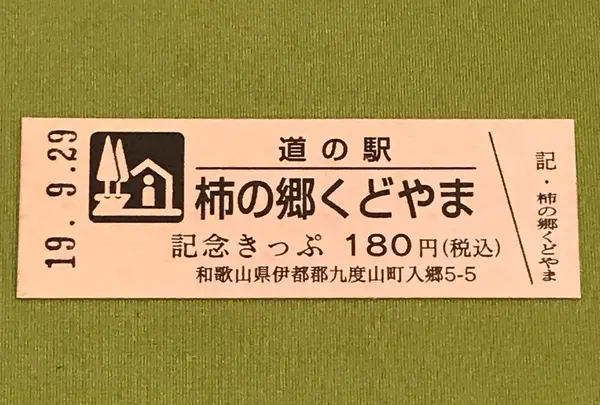 19. 9.29
道の駅
柿の郷くどやま
記念きっぷ 180円(税込)
和歌山県伊都郡九度山町入郷5-5
記・柿の郷くどやま